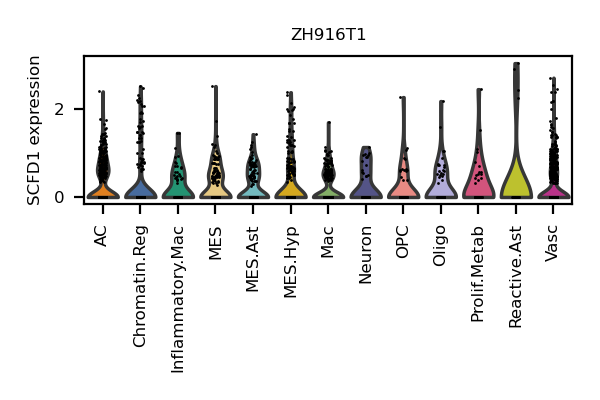 ZH916T1
SCFD1 expression
2
0
AC
Chromatin.Reg
Inflammatory.Mac
MES
MES.Ast
MES.Hyp
Mac
Neuron
OPC
Oligo
Prolif.Metab
Reactive.Ast
Vasc